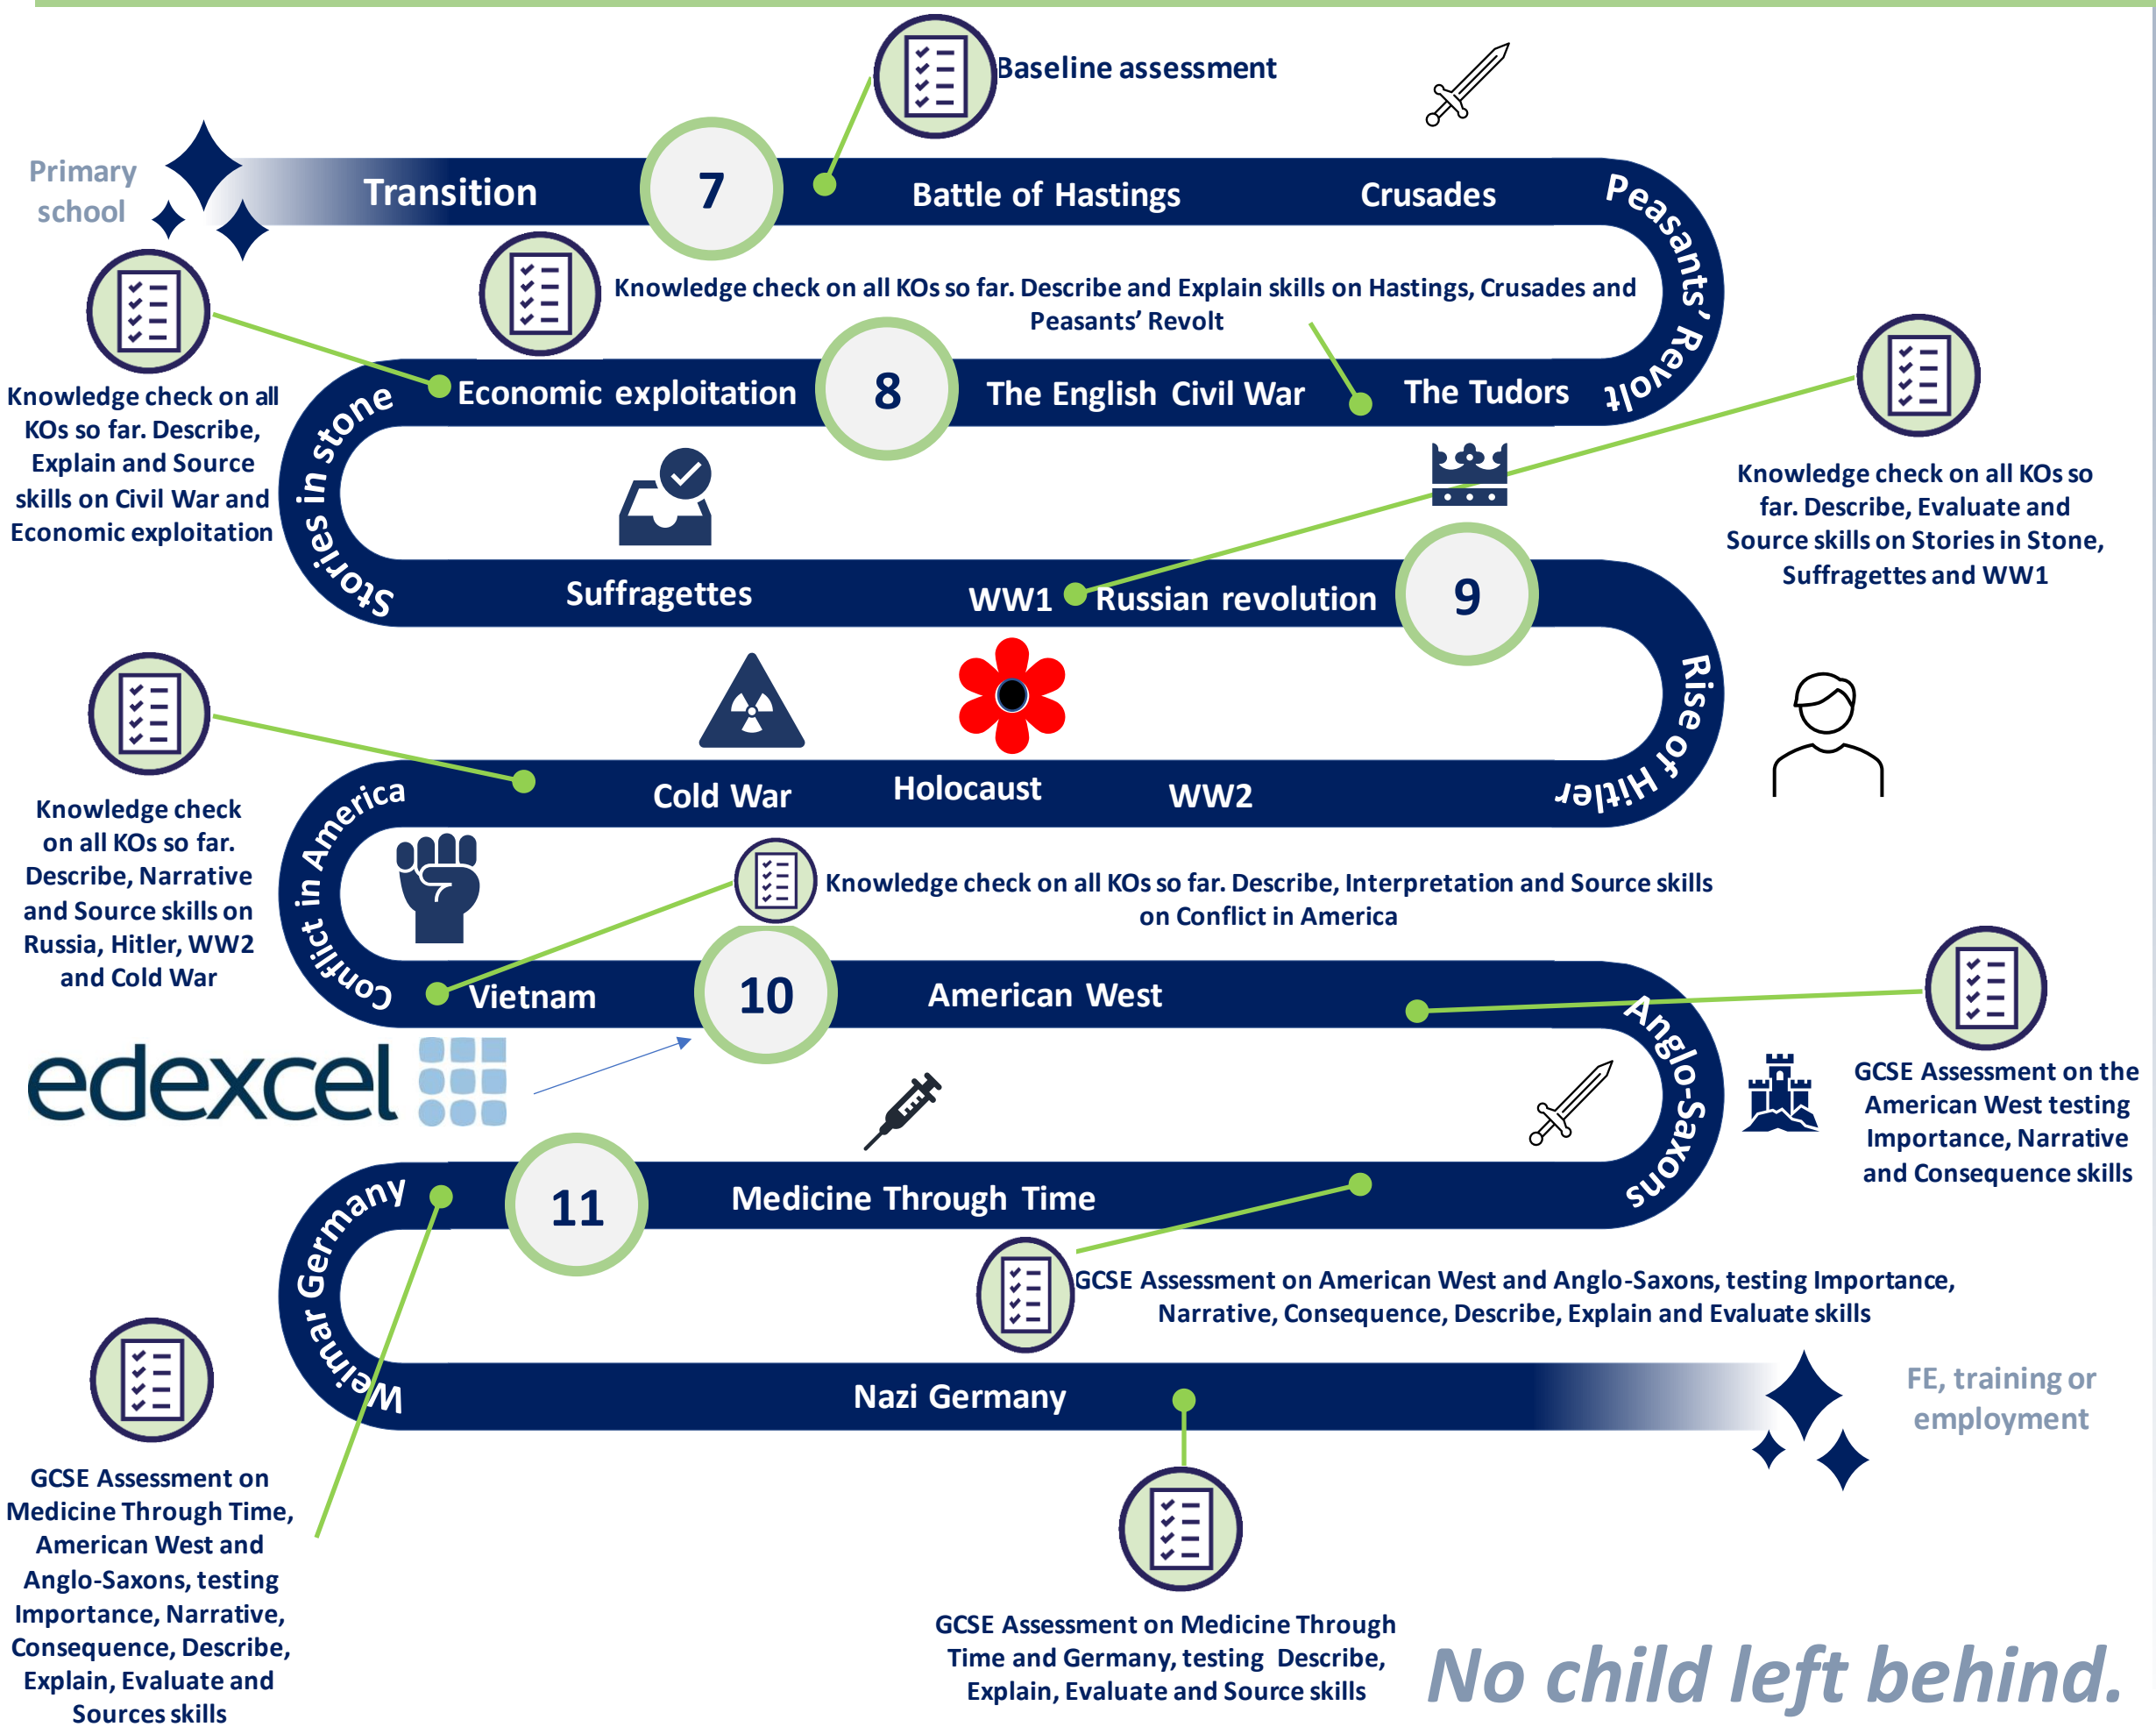 Baseline assessment
Primary
school
Transition
7
Battle of Hastings
Crusades
Peasants’ Revolt
Knowledge check on all KOs so far. Describe and Explain skills on Hastings, Crusades and
Peasants’ Revolt
The Tudors
The English Civil War
8
Economic exploitation
Knowledge check on all
KOs so far. Describe,
Explain and Source
skills on Civil War and
Economic exploitation
Stories in stone
Suffragettes
WW1
Russian revolution
9
Knowledge check on all KOs so
far. Describe, Evaluate and
Source skills on Stories in Stone,
Suffragettes and WW1
Rise of Hitler
WW2
Holocaust
Cold War
Knowledge check
on all KOs so far.
Describe, Narrative
and Source skills on
Russia, Hitler, WW2
and Cold War
Conflict in America
Knowledge check on all KOs so far. Describe, Interpretation and Source skills
on Conflict in America
Vietnam
10
American West
edexcel
Anglo-Saxons
GCSE Assessment on the
American West testing
Importance, Narrative
and Consequence skills
Medicine Through Time
11
GCSE Assessment on American West and Anglo-Saxons, testing Importance,
Narrative, Consequence, Describe, Explain and Evaluate skills
Weimar Germany
GCSE Assessment on
Medicine Through Time,
American West and
Anglo-Saxons, testing
Importance, Narrative,
Consequence, Describe,
Explain, Evaluate and
Sources skills
Nazi Germany
FE, training or
employment
GCSE Assessment on Medicine Through
Time and Germany, testing Describe,
Explain, Evaluate and Source skills
No child left behind.